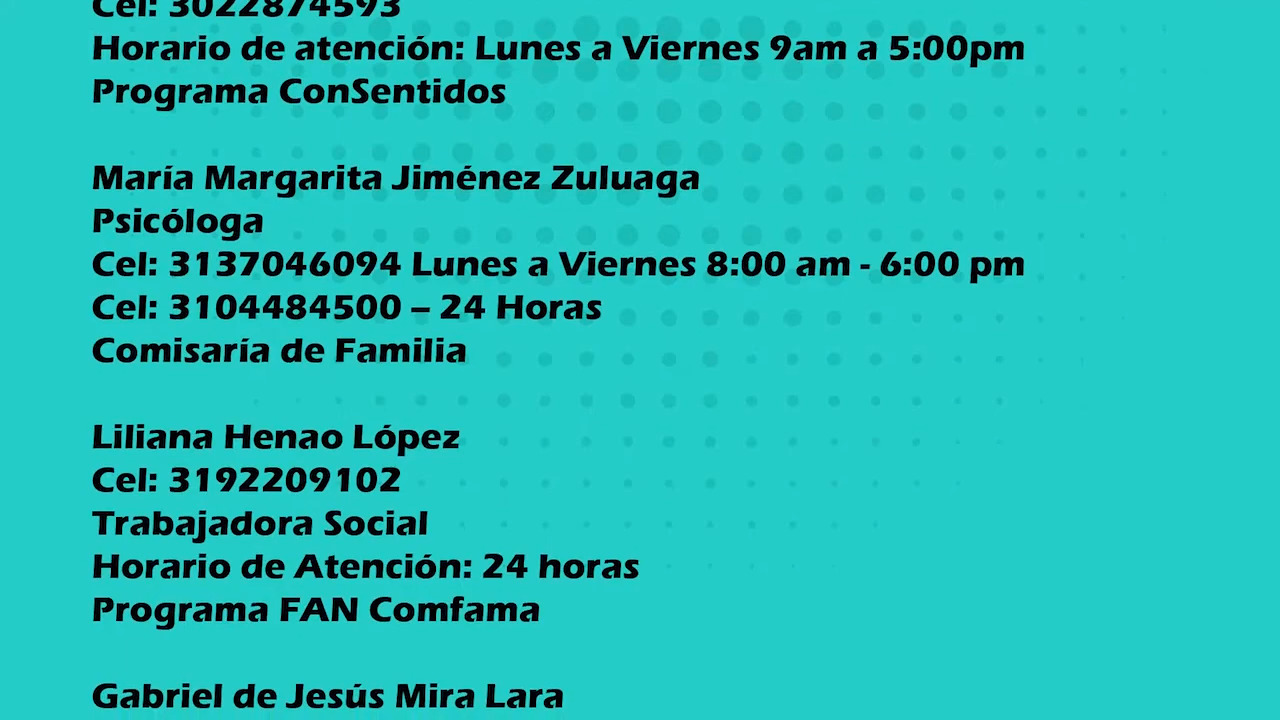 Cel: 3022874593
Horario de atención: Lunes a Viernes 9am a 5:00pm
Programa ConSentidos
María Margarita Jiménez Zuluaga
Psicóloga
Cel: 3137046094 Lunes a Viernes 8:00 am - 6:00 pm
Cel: 3104484500 – 24 Horas
Comisaría de Familia
Liliana Henao López
Cel: 3192209102
Trabajadora Social
Horario de Atención: 24 horas
Programa FAN Comfama
Gabriel de Jesús Mira Lara